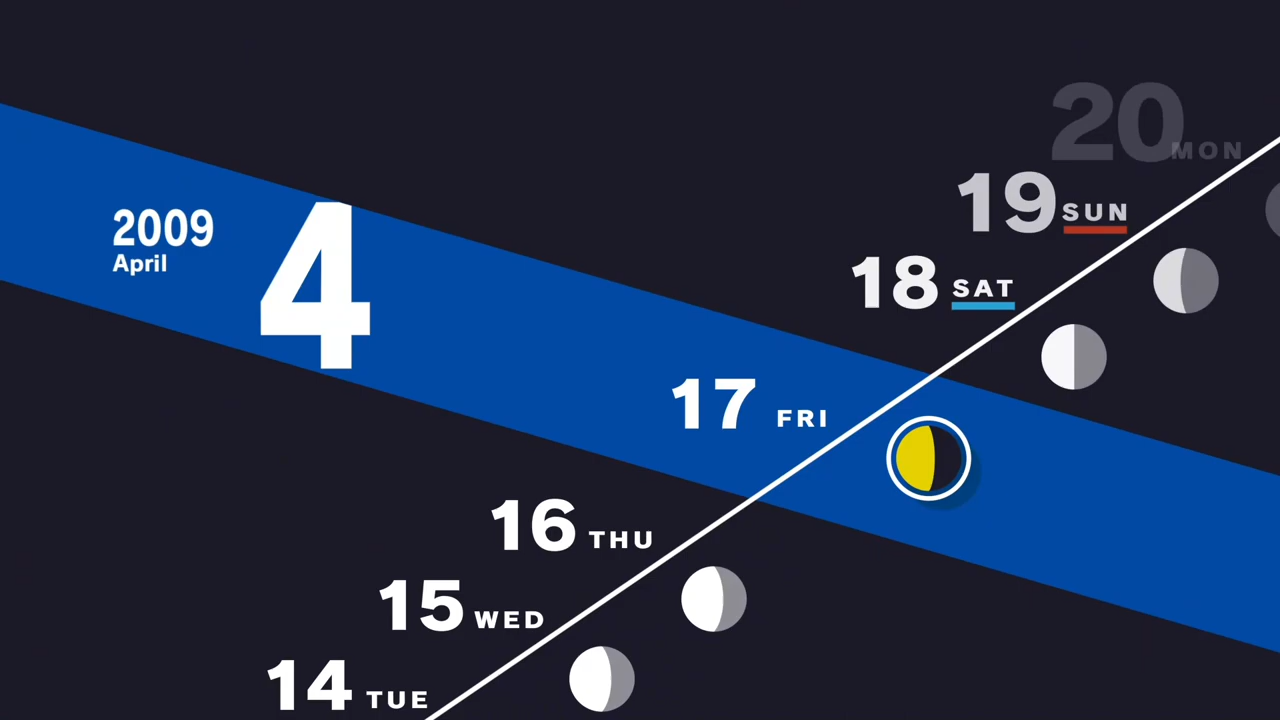 20 MON
19 SUN
2009
April
4
18 SAT
17 FRI
16 THU
15 WED
14 TUE